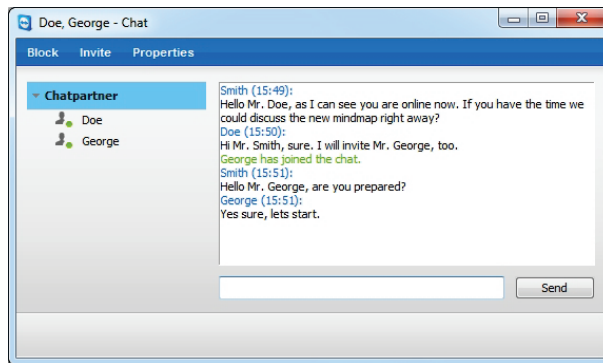 Doe, George - Chat
Block Invite Properties
Chatpartner
Doe
George
Smith (15:49):
Hello Mr. Doe, as I can see you are online now. If you have the time we
could discuss the new mindmap right away?
Doe (15:50):
Hi Mr. Smith, sure. I will invite Mr. George, too.
George has joined the chat.
Smith (15:51):
Hello Mr. George, are you prepared?
George (15:51):
Yes sure, lets start.
Send